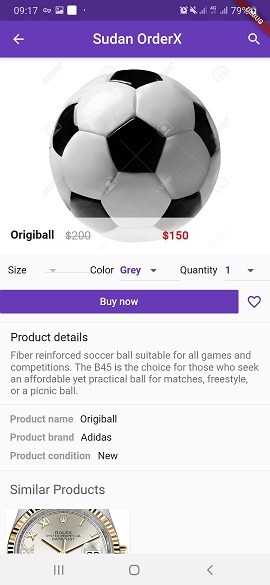 09:17
4G
79%
Sudan OrderX
123RF
Origiball $200 $150
Size Color Grey Quantity 1
Buy now
Product details
Fiber reinforced soccer ball suitable for all games and
competitions. The B45 is the choice for those who seek
an affordable yet practical ball for matches, freestyle,
or a picnic ball.
Product name Origiball
Product brand Adidas
Product condition New
Similar Products
ROLEX